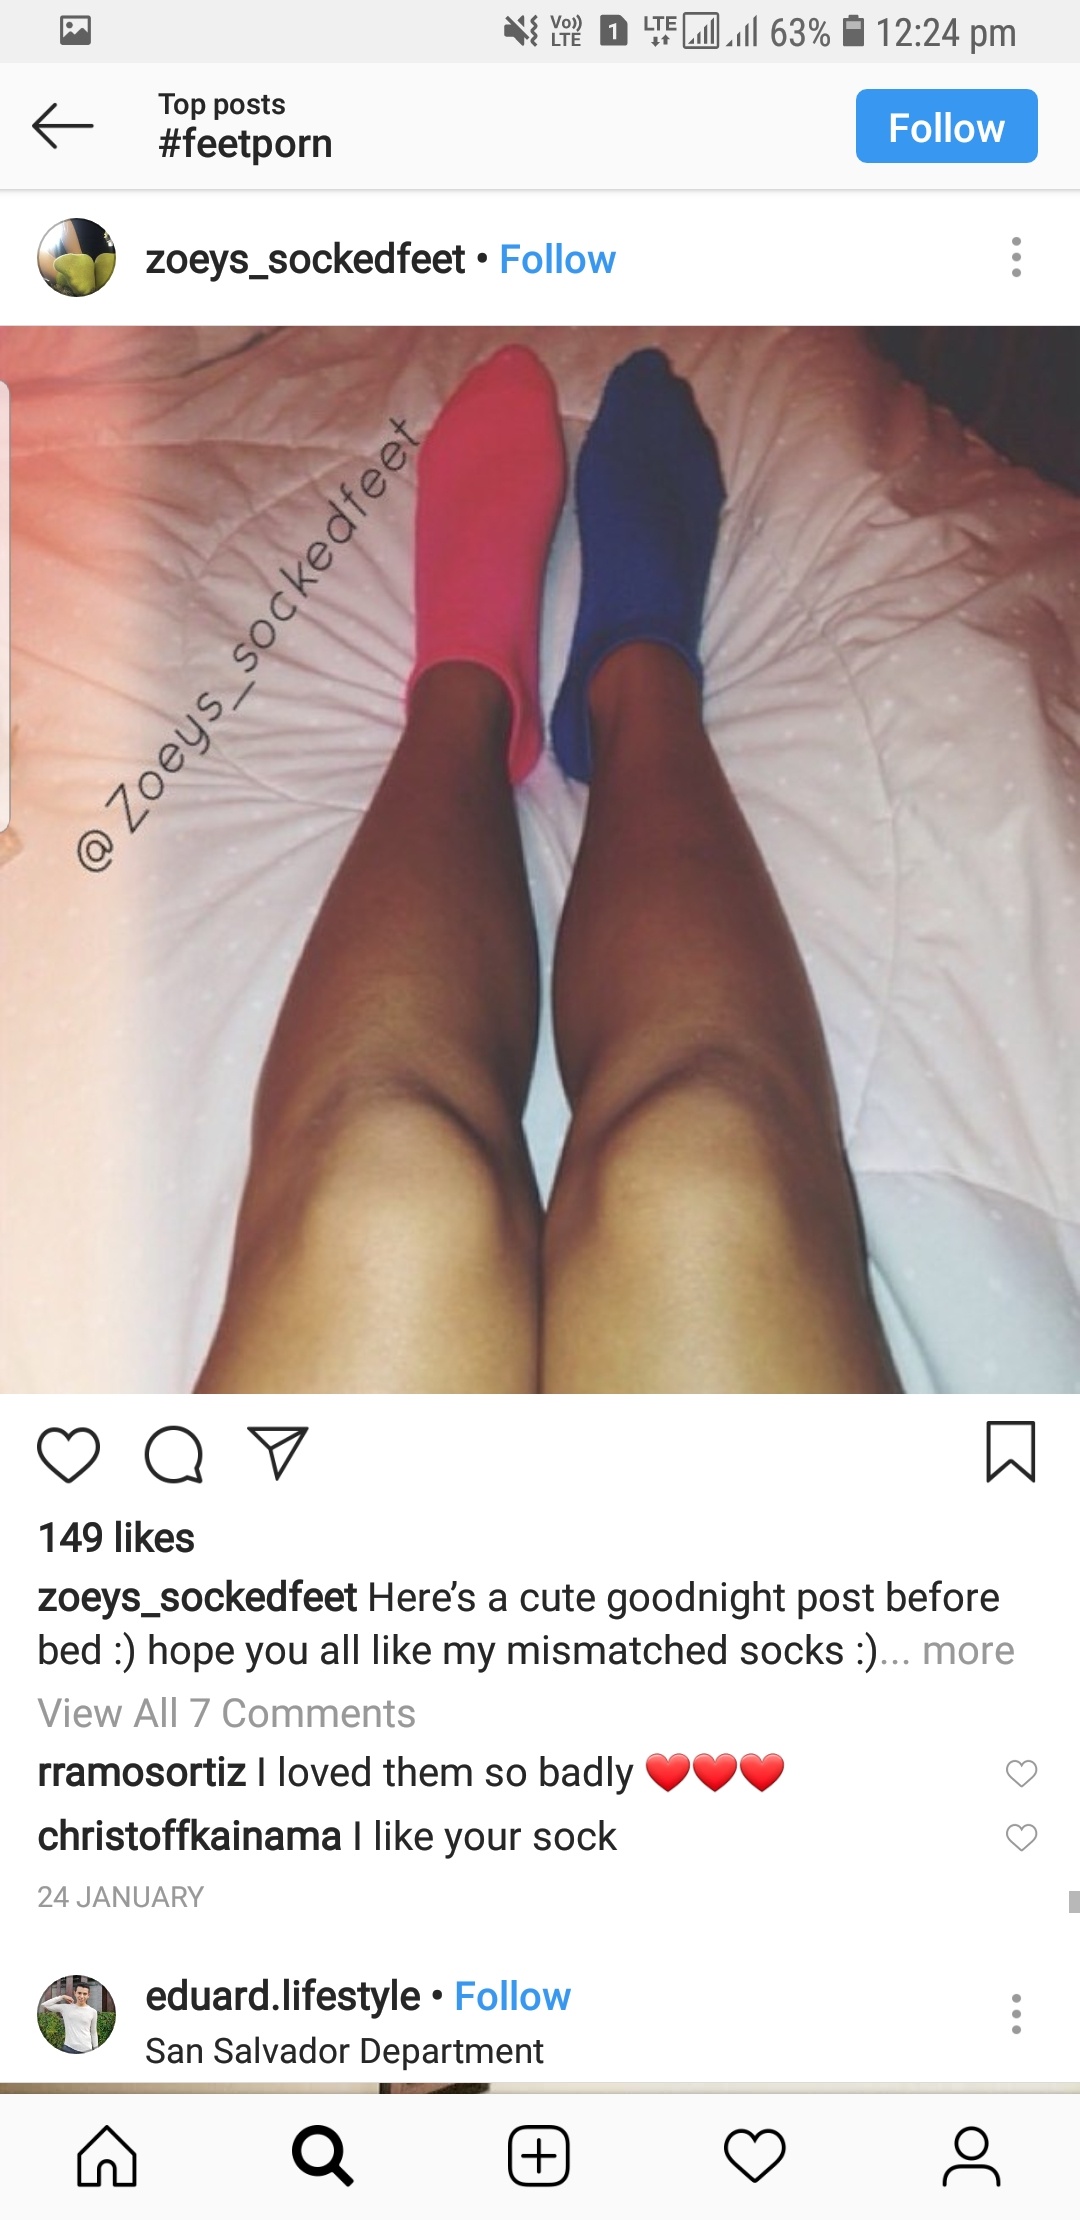 Vo))
LTE
1
LTE
63%
12:24 pm
Top posts
#feetporn
Follow
zoeys_sockedfeet • Follow
@Zoeys_sockedfeet
149 likes
zoeys_sockedfeet Here's a cute goodnight post before
bed :) hope you all like my mismatched socks :)... more
View All 7 Comments
rramosortiz I loved them so badly ❤️❤️❤️
christoffkainama I like your sock
24 JANUARY
eduard.lifestyle • Follow
San Salvador Department